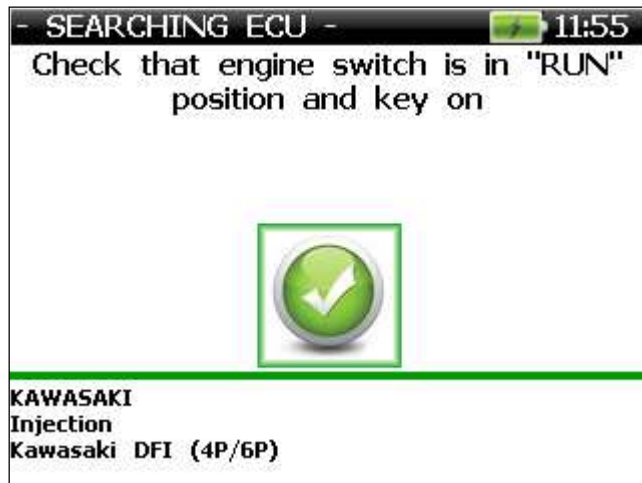 - SEARCHING ECU -
11:55
Check that engine switch is in "RUN"
position and key on
KAWASAKI
Injection
Kawasaki DFI (4P/6P)